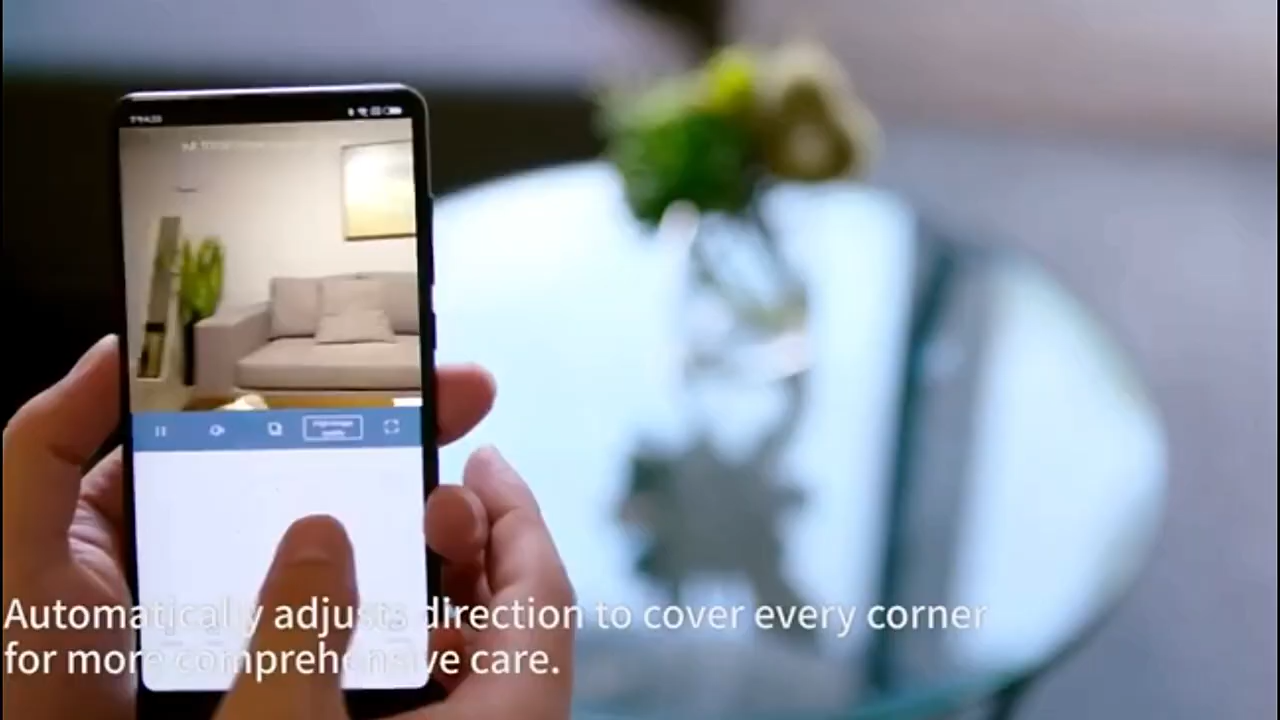 Automatically adjusts direction to cover every corner
for more comprehensive care.